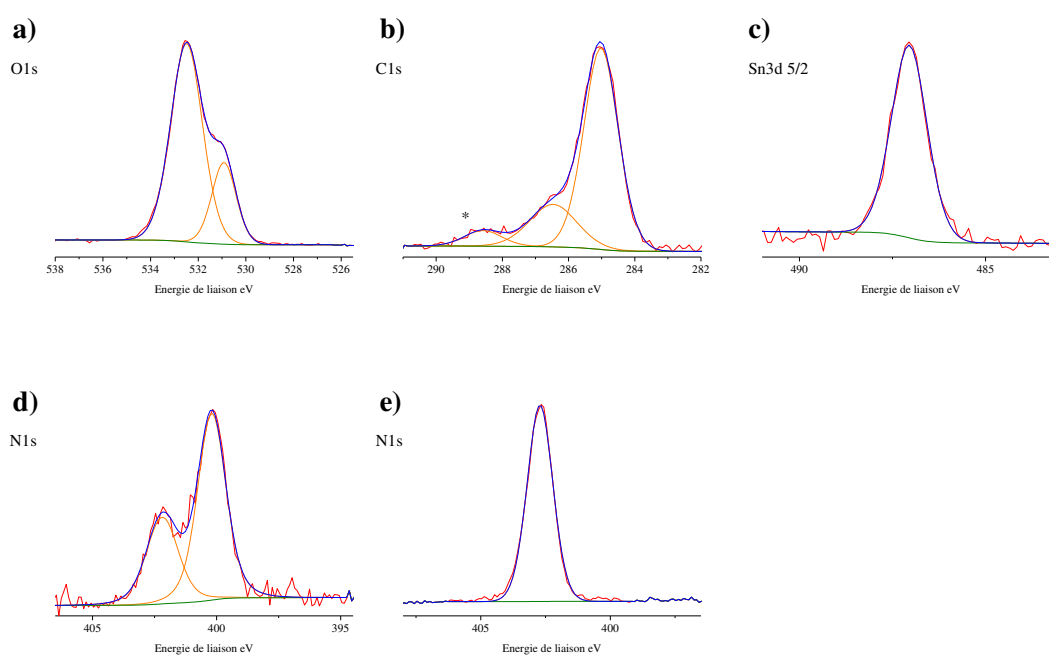 a)
O1s
538 536 534 532 530 528 526
Energie de liaison eV
b)
C1s
*
290 288 286 284 282
Energie de liaison eV
c)
Sn3d 5/2
490 485
Energie de liaison eV
d)
N1s
405 400 395
Energie de liaison eV
e)
N1s
405 400
Energie de liaison eV